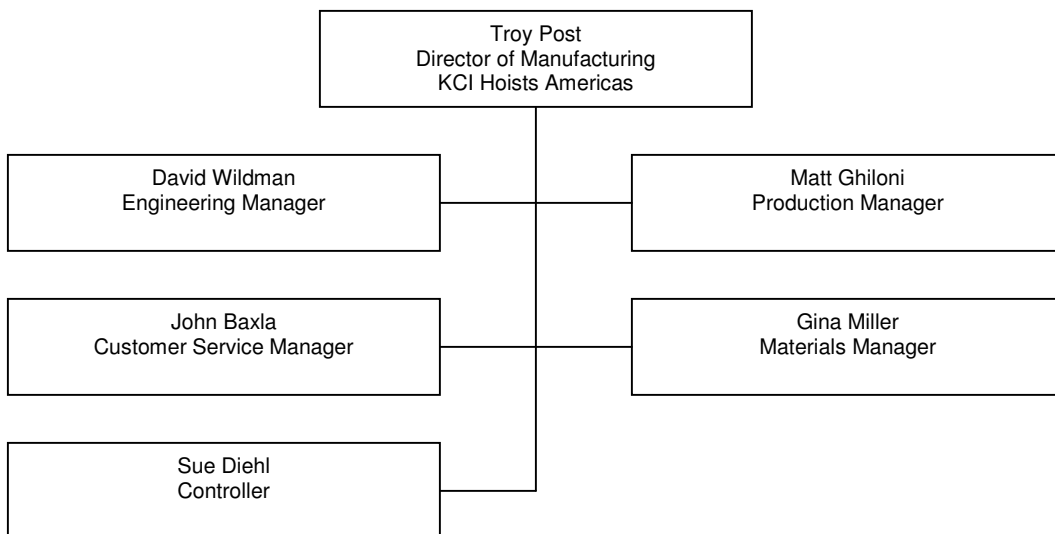 Troy Post
Director of Manufacturing
KCI Hoists Americas
David Wildman
Engineering Manager
Matt Ghiloni
Production Manager
John Baxla
Customer Service Manager
Gina Miller
Materials Manager
Sue Diehl
Controller